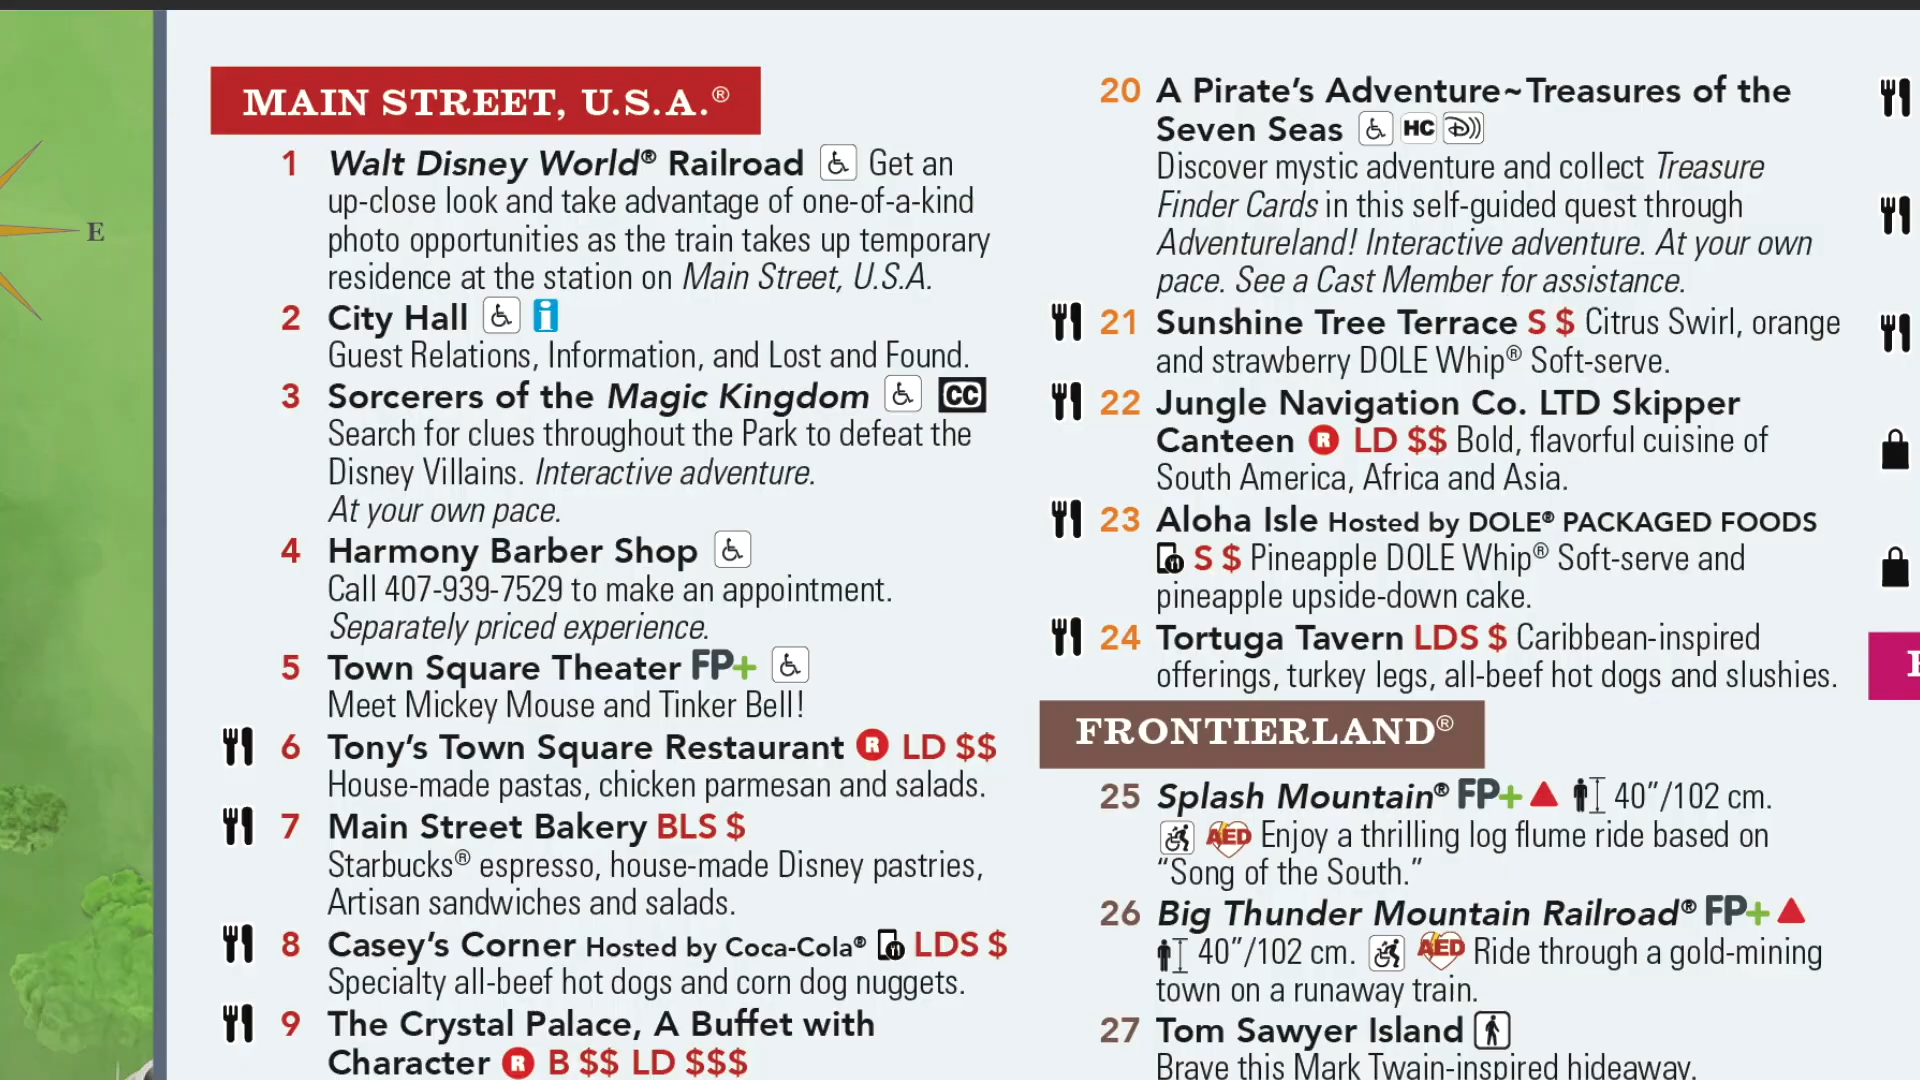 E
MAIN STREET, U.S.A.®
1 Walt Disney World® Railroad Get an
up-close look and take advantage of one-of-a-kind
photo opportunities as the train takes up temporary
residence at the station on Main Street, U.S.A.
2 City Hall i
Guest Relations, Information, and Lost and Found.
3 Sorcerers of the Magic Kingdom CC
Search for clues throughout the Park to defeat the
Disney Villains. Interactive adventure.
At your own pace.
4 Harmony Barber Shop
Call 407-939-7529 to make an appointment.
Separately priced experience.
5 Town Square Theater FP+
Meet Mickey Mouse and Tinker Bell!
6 Tony's Town Square Restaurant R LD $$
House-made pastas, chicken parmesan and salads.
7 Main Street Bakery BLS $
Starbucks® espresso, house-made Disney pastries,
Artisan sandwiches and salads.
8 Casey's Corner Hosted by Coca-Cola® LDS $
Specialty all-beef hot dogs and corn dog nuggets.
9 The Crystal Palace, A Buffet with
Character R B $$ LD $$$
20 A Pirate's Adventure~Treasures of the
Seven Seas HC D
Discover mystic adventure and collect Treasure
Finder Cards in this self-guided quest through
Adventureland! Interactive adventure. At your own
pace. See a Cast Member for assistance.
21 Sunshine Tree Terrace S $ Citrus Swirl, orange
and strawberry DOLE Whip® Soft-serve.
22 Jungle Navigation Co. LTD Skipper
Canteen R LD $$ Bold, flavorful cuisine of
South America, Africa and Asia.
23 Aloha Isle Hosted by DOLE® PACKAGED FOODS
S $ Pineapple DOLE Whip® Soft-serve and
pineapple upside-down cake.
24 Tortuga Tavern LDS $ Caribbean-inspired
offerings, turkey legs, all-beef hot dogs and slushies.
FRONTIERLAND®
25 Splash Mountain® FP+ 40"/102 cm.
AED Enjoy a thrilling log flume ride based on
"Song of the South."
26 Big Thunder Mountain Railroad® FP+
40"/102 cm. AED Ride through a gold-mining
town on a runaway train.
27 Tom Sawyer Island
Brave this Mark Twain-inspired hideaway.